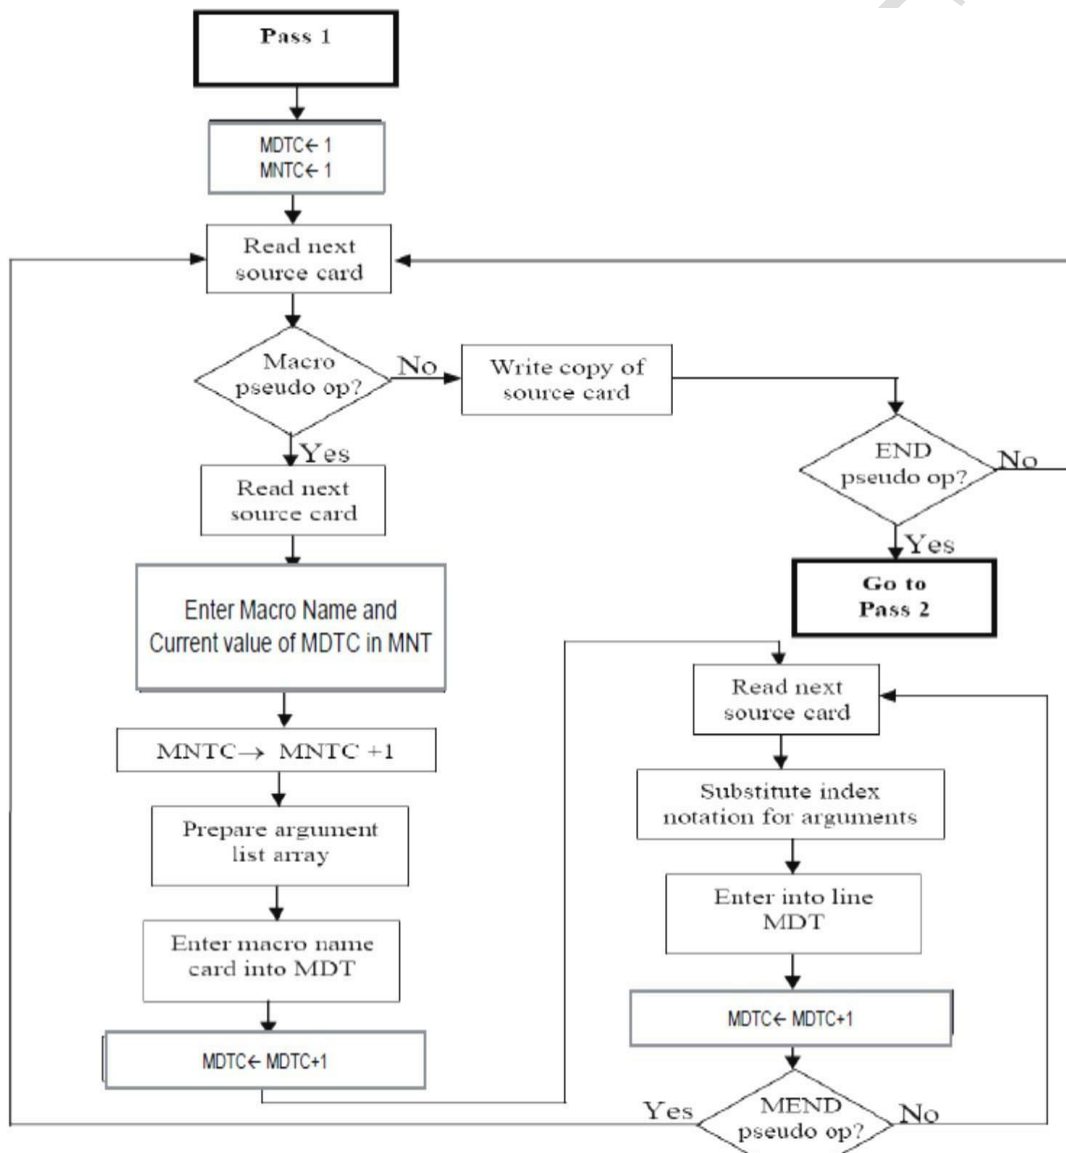 Pass 1
MDTC← 1
MNTC← 1
Read next
source card
Macro
pseudo op?
No
Write copy of
source card
END
pseudo op?
No
Yes
Go to
Pass 2
Yes
Read next
source card
Enter Macro Name and
Current value of MDTC in MNT
MNTC→ MNTC +1
Prepare argument
list array
Enter macro name
card into MDT
MDTC← MDTC+1
Read next
source card
Substitute index
notation for arguments
Enter into line
MDT
MDTC← MDTC+1
MEND
pseudo op?
Yes
No